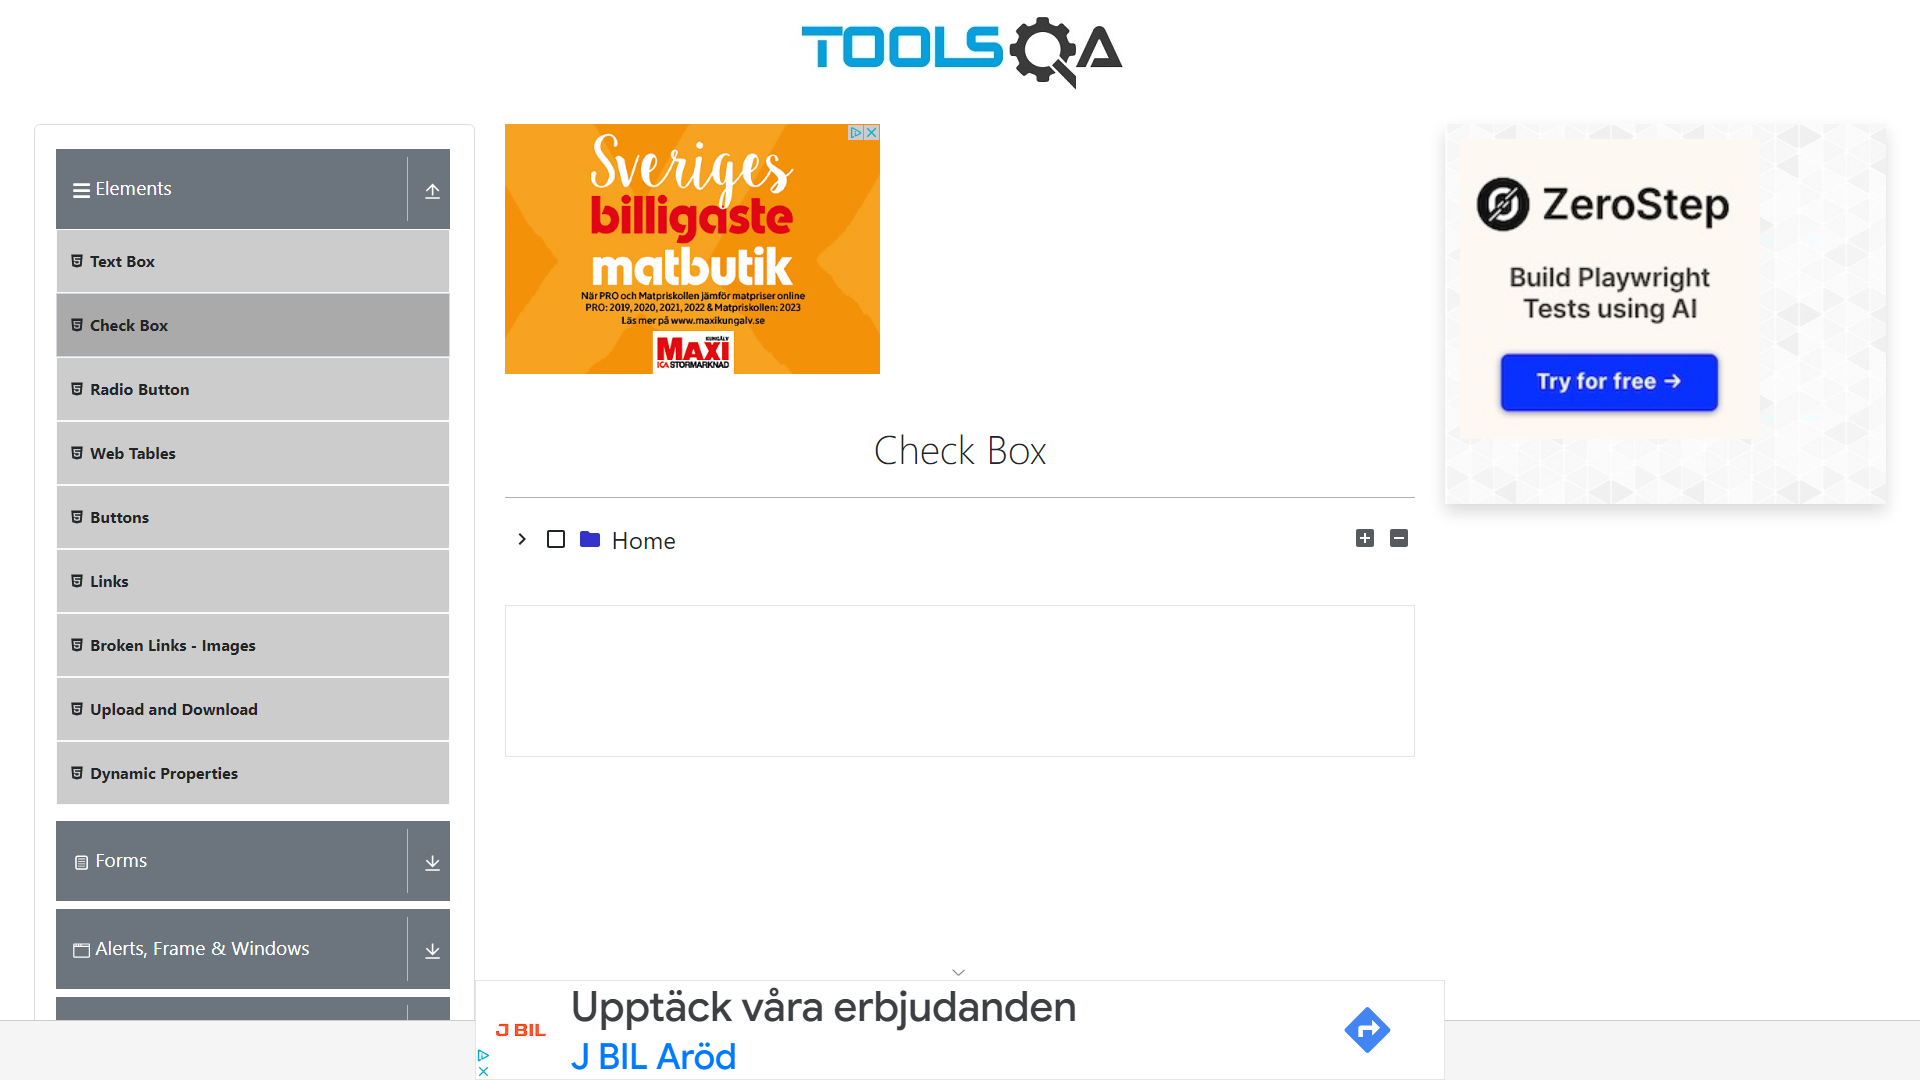 TOOLSQA
Elements
Text Box
Check Box
Radio Button
Web Tables
Buttons
Links
Broken Links - Images
Upload and Download
Dynamic Properties
Forms
Alerts, Frame & Windows
Sveriges
billigaste
matbutik
När PRO och Matpriskollen jämför matpriser online
PRO: 2019, 2020, 2021, 2022 & Matpriskollen: 2023
Läs mer på www.maxikungalv.se
KUNGÄLV
MAXI
ICA STORMARKNAD
Check Box
Home
ZeroStep
Build Playwright
Tests using AI
Try for free →
J BIL
Upptäck våra erbjudanden
J BIL Aröd